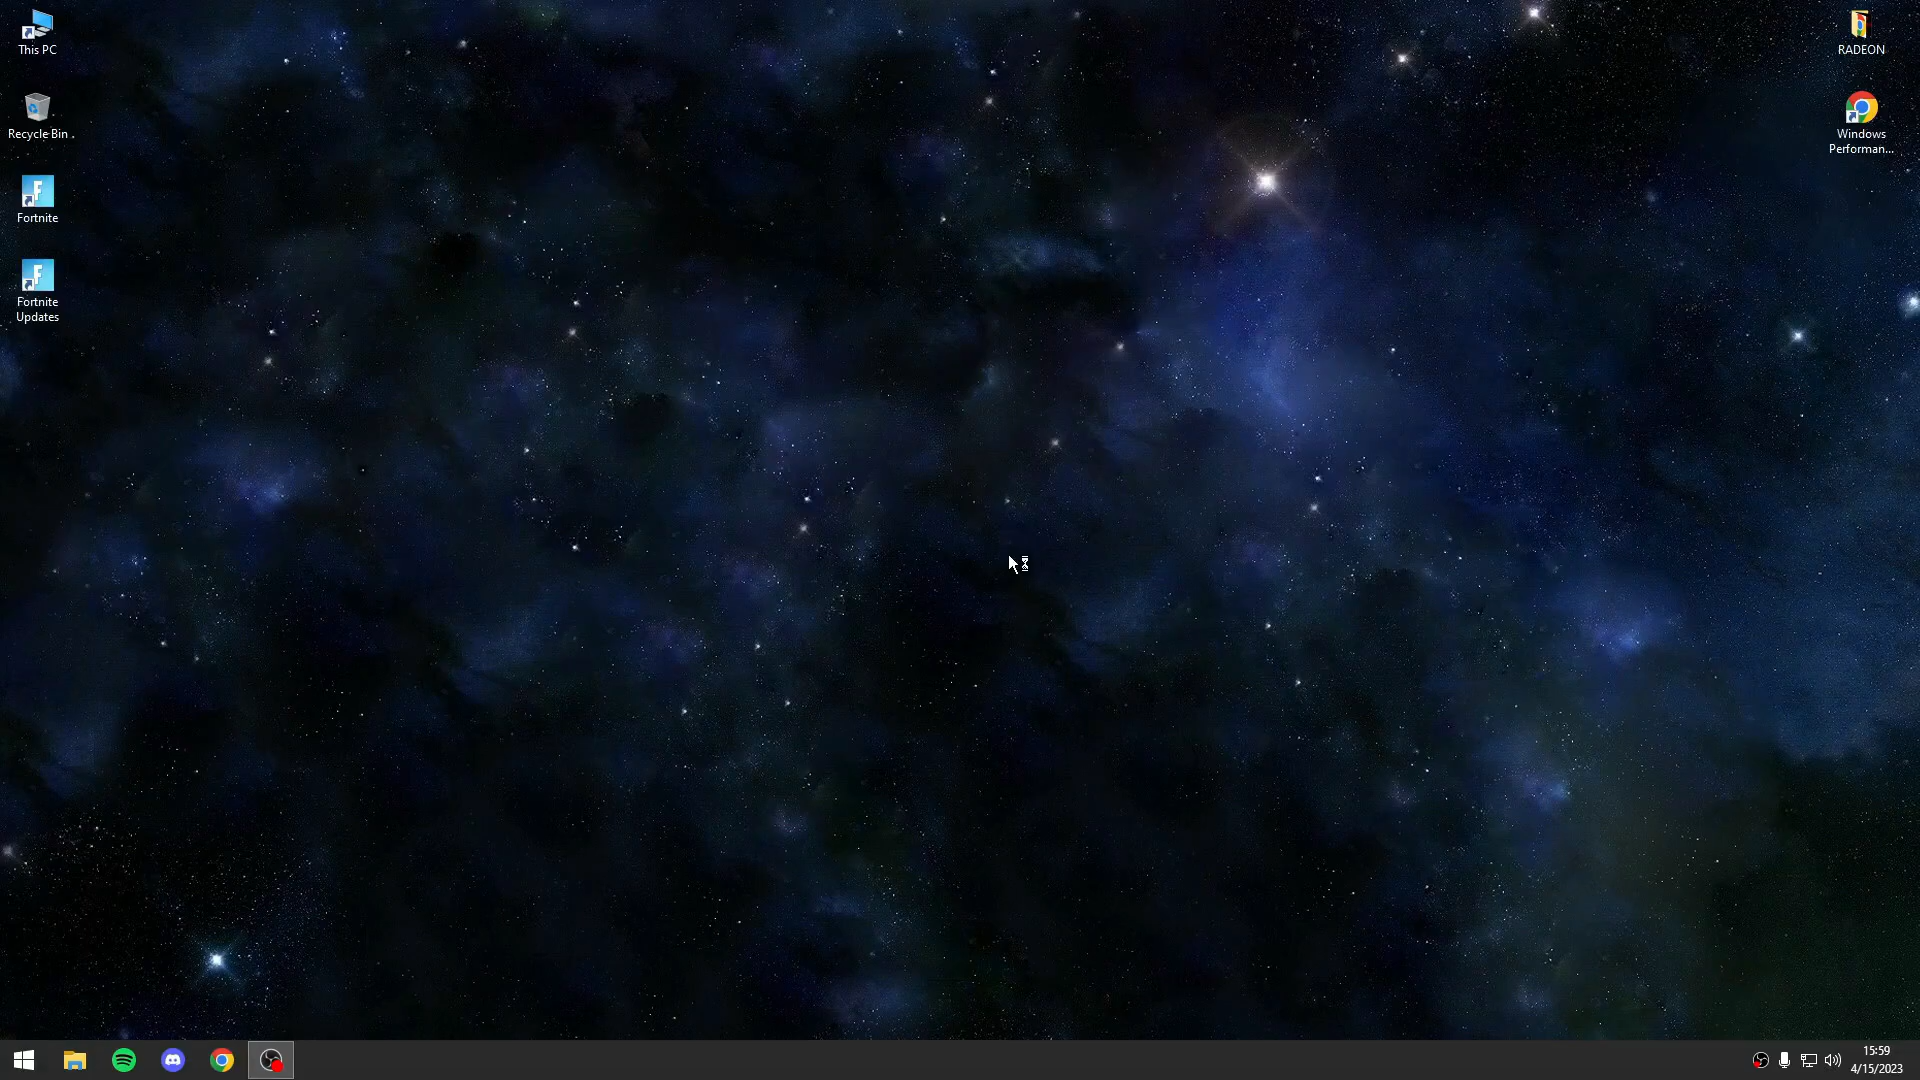 This PC
Recycle Bin .
Fortnite
Fortnite
Updates
RADEON
Windows
Performan...
15:59
4/15/2023